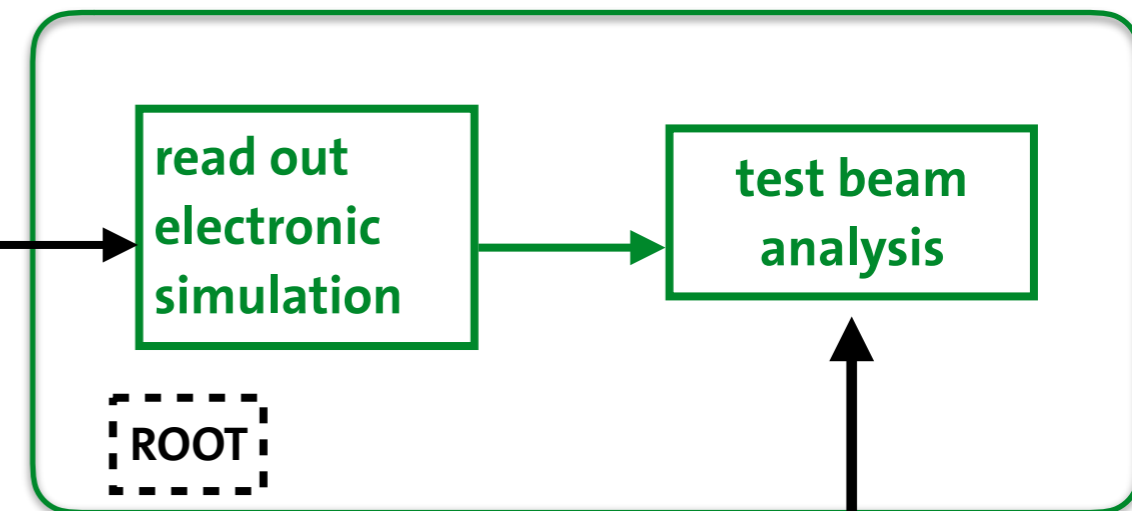 read out
electronic
simulation
test beam
analysis
ROOT